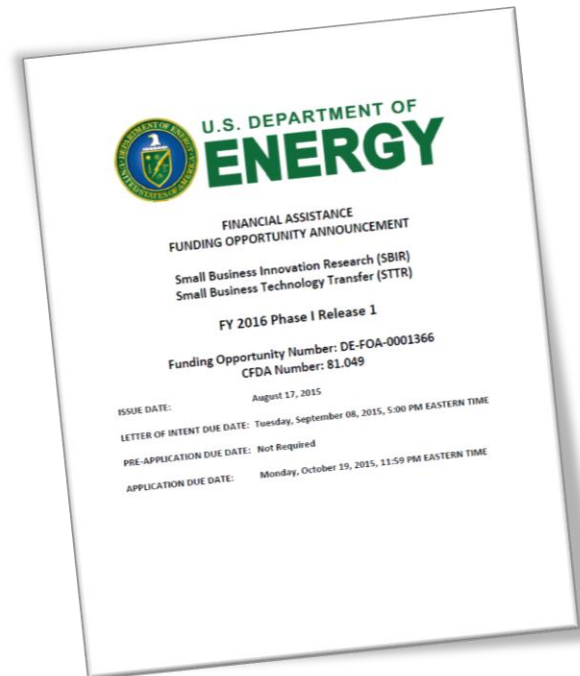 U.S. DEPARTMENT OF
ENERGY
FINANCIAL ASSISTANCE
FUNDING OPPORTUNITY ANNOUNCEMENT
Small Business Innovation Research (SBIR)
Small Business Technology Transfer (STTR)
FY 2016 Phase I Release 1
Funding Opportunity Number: DE-FOA-0001366
CFDA Number: 81.049
ISSUE DATE: August 17, 2015
LETTER OF INTENT DUE DATE: Tuesday, September 08, 2015, 5:00 PM EASTERN TIME
PRE-APPLICATION DUE DATE: Not Required
APPLICATION DUE DATE: Monday, October 19, 2015, 11:59 PM EASTERN TIME